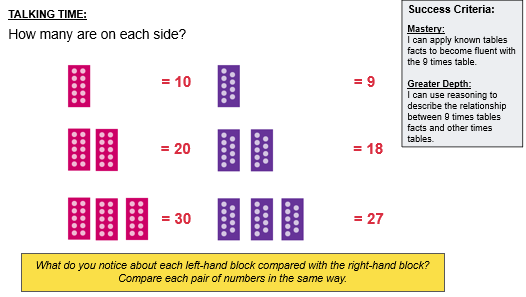 TALKING TIME:
How many are on each side?
= 10
= 9
= 20
= 18
= 30
= 27
What do you notice about each left-hand block compared with the right-hand block?
Compare each pair of numbers in the same way.
Success Criteria:
Mastery:
I can apply known tables
facts to become fluent with
the 9 times table.
Greater Depth:
I can use reasoning to
describe the relationship
between 9 times tables
facts and other times
tables.